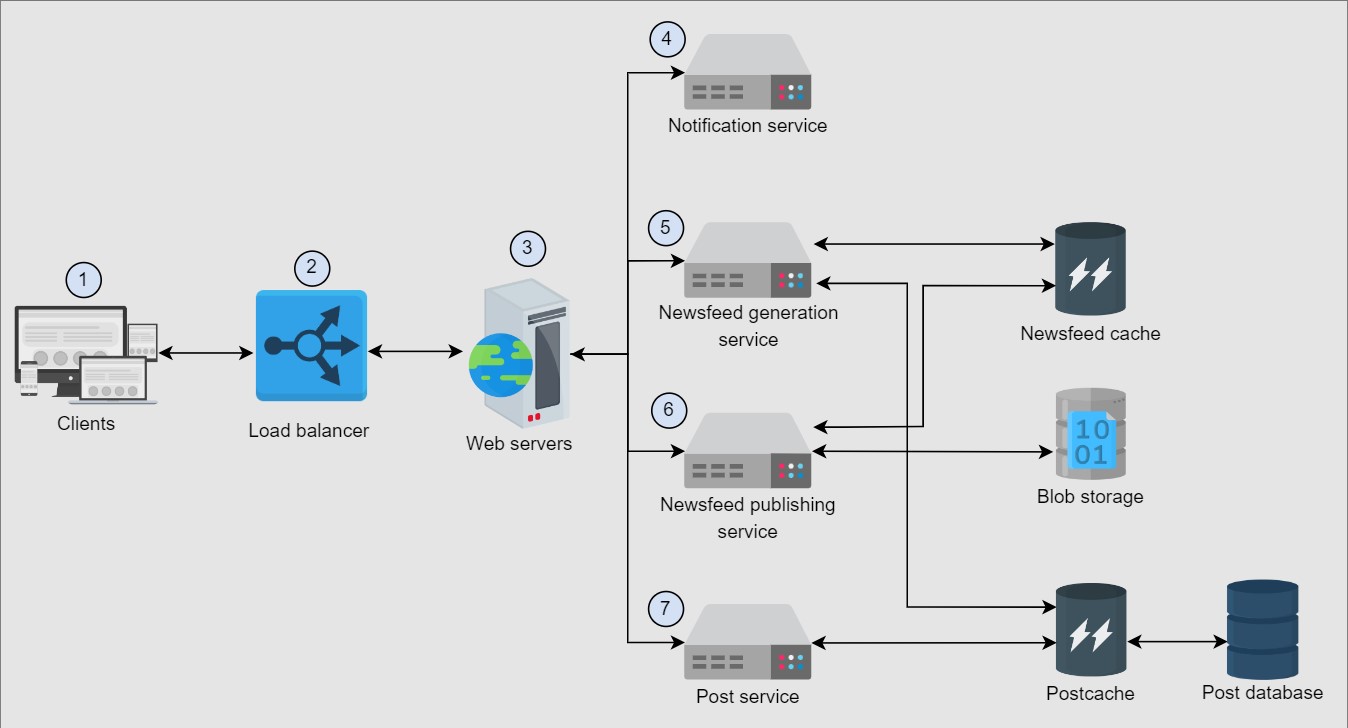 4
Notification service
5
Newsfeed generation
service
3
2
1
Newsfeed cache
Clients
Load balancer
Web servers
6
Newsfeed publishing
service
10
01
Blob storage
7
Post service
Postcache
Post database